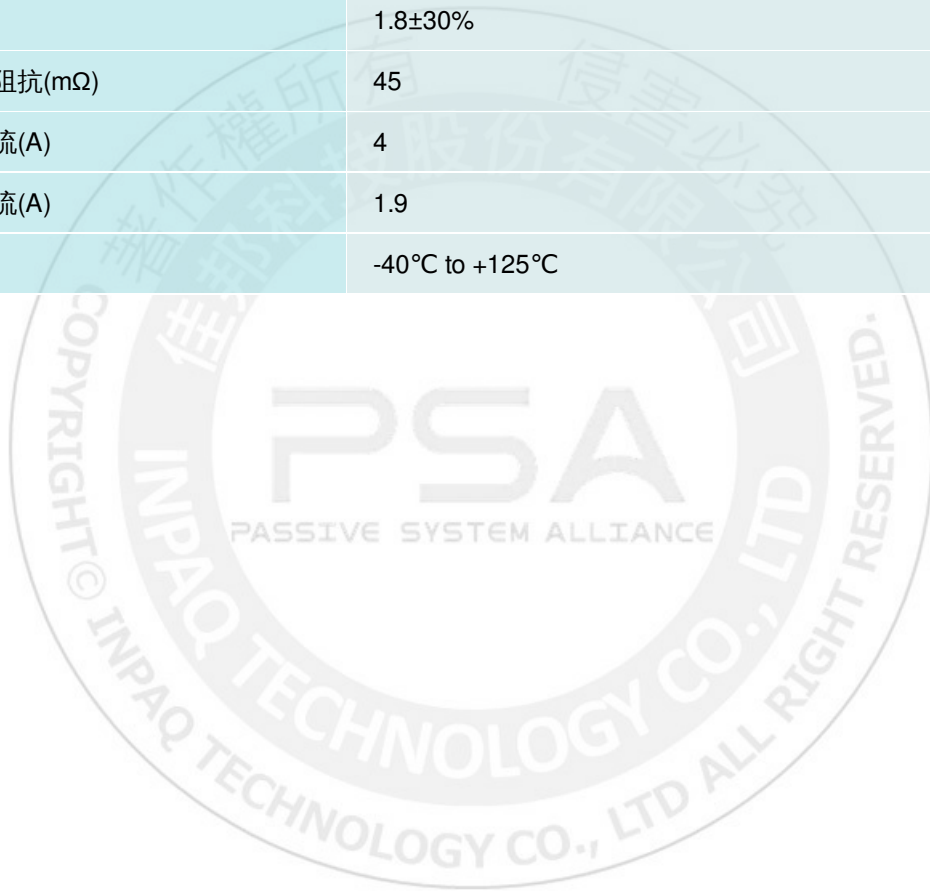 1.8±30%
阻抗(mΩ) 45
流(A) 4
流(A) 1.9
-40℃ to +125℃
著作權所有 侵害必究
佳邦科技股份有限公司
PSA
PASSIVE SYSTEM ALLIANCE
INPAQ TECHNOLOGY CO., LTD
COPYRIGHT© INPAQ TECHNOLOGY CO., LTD ALL RIGHT RESERVED.